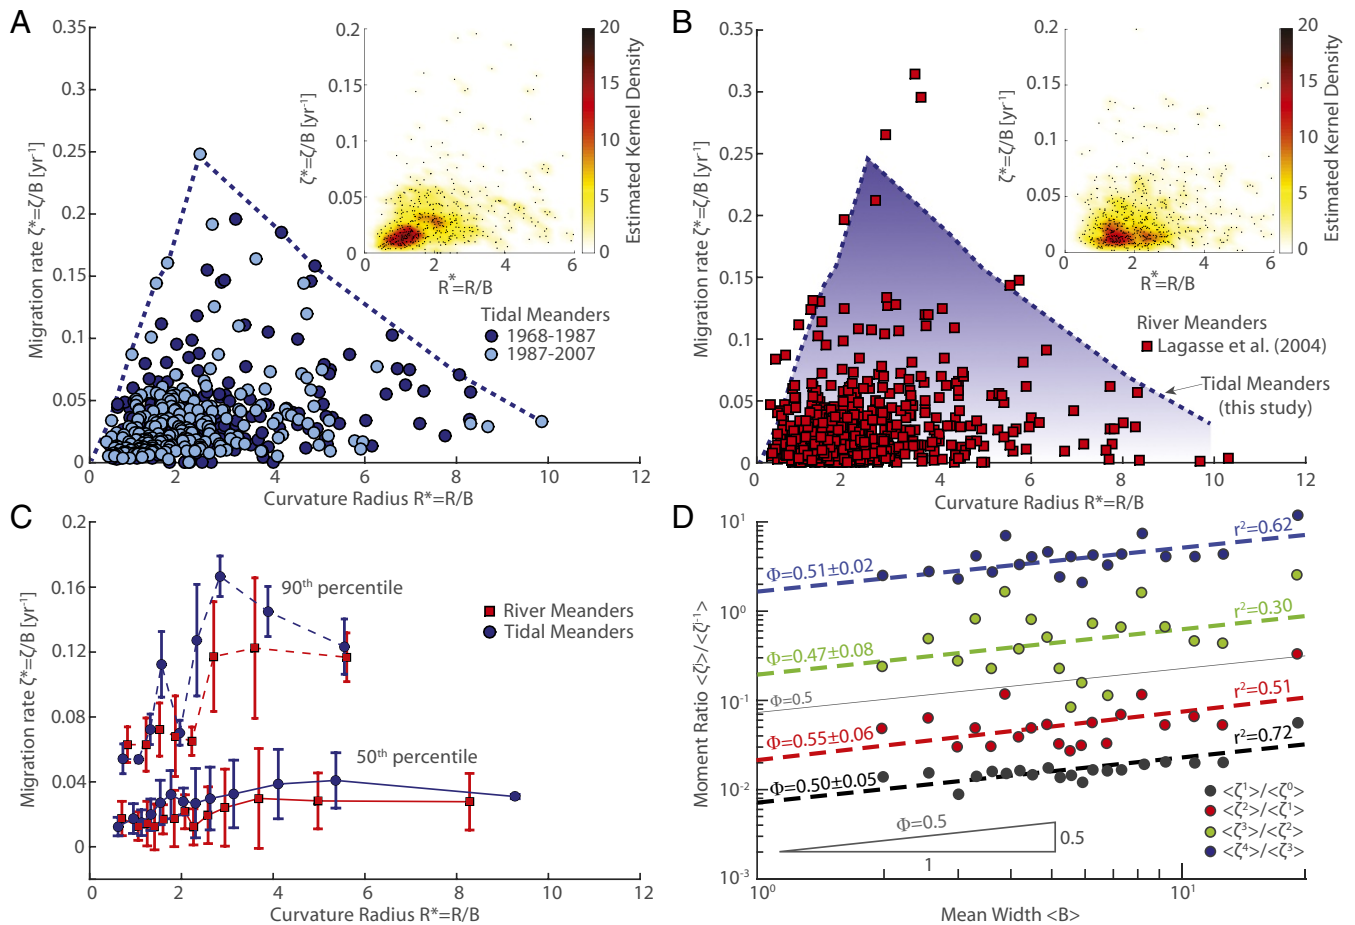 A
0.35
0.3
0.25
0.2
0.15
0.1
0.05
0
Migration rate ζ*=ζ/B [yr⁻¹]
0 2 4 6 8 10 12
Curvature Radius R*=R/B
0.2
0.15
0.1
0.05
0
ζ*=ζ/B [yr⁻¹]
0 2 4 6
R*=R/B
20
15
10
5
0
Estimated Kernel Density
Tidal Meanders
1968-1987
1987-2007
B
0.35
0.3
0.25
0.2
0.15
0.1
0.05
0
Migration rate ζ*=ζ/B [yr⁻¹]
0 2 4 6 8 10 12
Curvature Radius R*=R/B
0.2
0.15
0.1
0.05
0
ζ*=ζ/B [yr⁻¹]
0 2 4 6
R*=R/B
20
15
10
5
0
Estimated Kernel Density
River Meanders
Lagasse et al. (2004)
Tidal Meanders
(this study)
C
0.2
0.16
0.12
0.08
0.04
0
Migration rate ζ*=ζ/B [yr⁻¹]
0 2 4 6 8 10 12
Curvature Radius R*=R/B
90th percentile
50th percentile
River Meanders
Tidal Meanders
D
10¹
10⁰
10⁻¹
10⁻²
10⁻³
Moment Ratio <ζʲ>/<ζʲ⁻¹>
10⁰ 10¹
Mean Width <B>
Φ=0.51±0.02
r²=0.62
Φ=0.47±0.08
r²=0.30
Φ=0.5
Φ=0.55±0.06
r²=0.51
Φ=0.50±0.05
r²=0.72
Φ=0.5
0.5
1
<ζ¹>/<ζ⁰>
<ζ²>/<ζ¹>
<ζ³>/<ζ²>
<ζ⁴>/<ζ³>